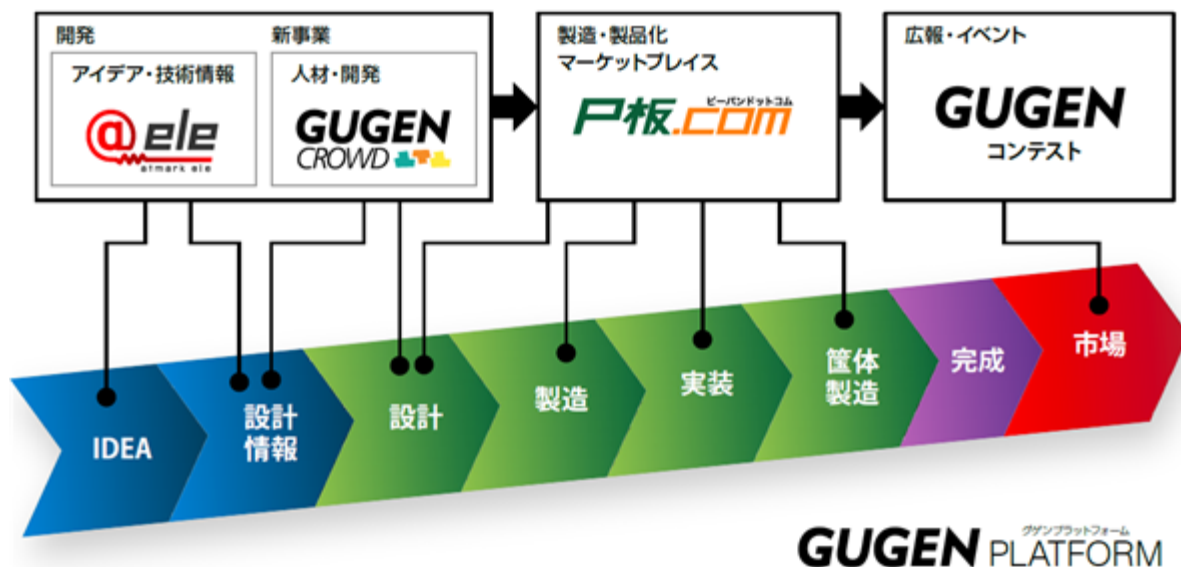 開発
新事業
アイデア・技術情報
@ele
atmark ele
人材・開発
GUGEN
CROWD
製造・製品化
マーケットプレイス
ピーバンドットコム
P板.com
広報・イベント
GUGEN
コンテスト
IDEA
設計
情報
設計
製造
実装
筐体
製造
完成
市場
グゲンプラットフォーム
GUGEN PLATFORM